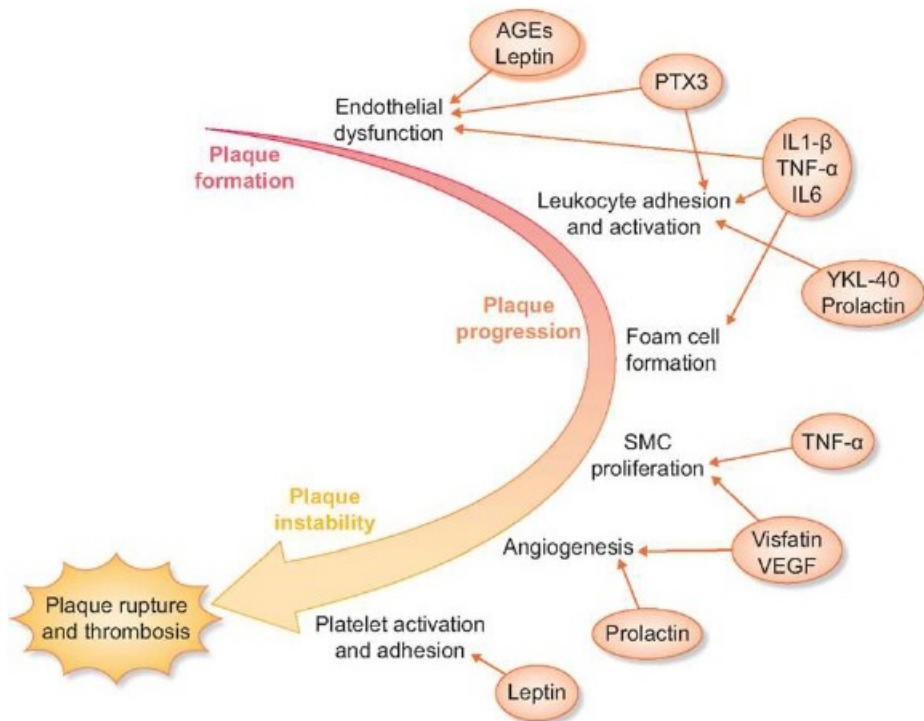 AGEs
Leptin
PTX3
Endothelial
dysfunction
IL1-β
TNF-α
IL6
Plaque
formation
Leukocyte adhesion
and activation
YKL-40
Prolactin
Plaque
progression
Foam cell
formation
SMC
proliferation
TNF-α
Plaque
instability
Angiogenesis
Visfatin
VEGF
Plaque rupture
and thrombosis
Platelet activation
and adhesion
Prolactin
Leptin